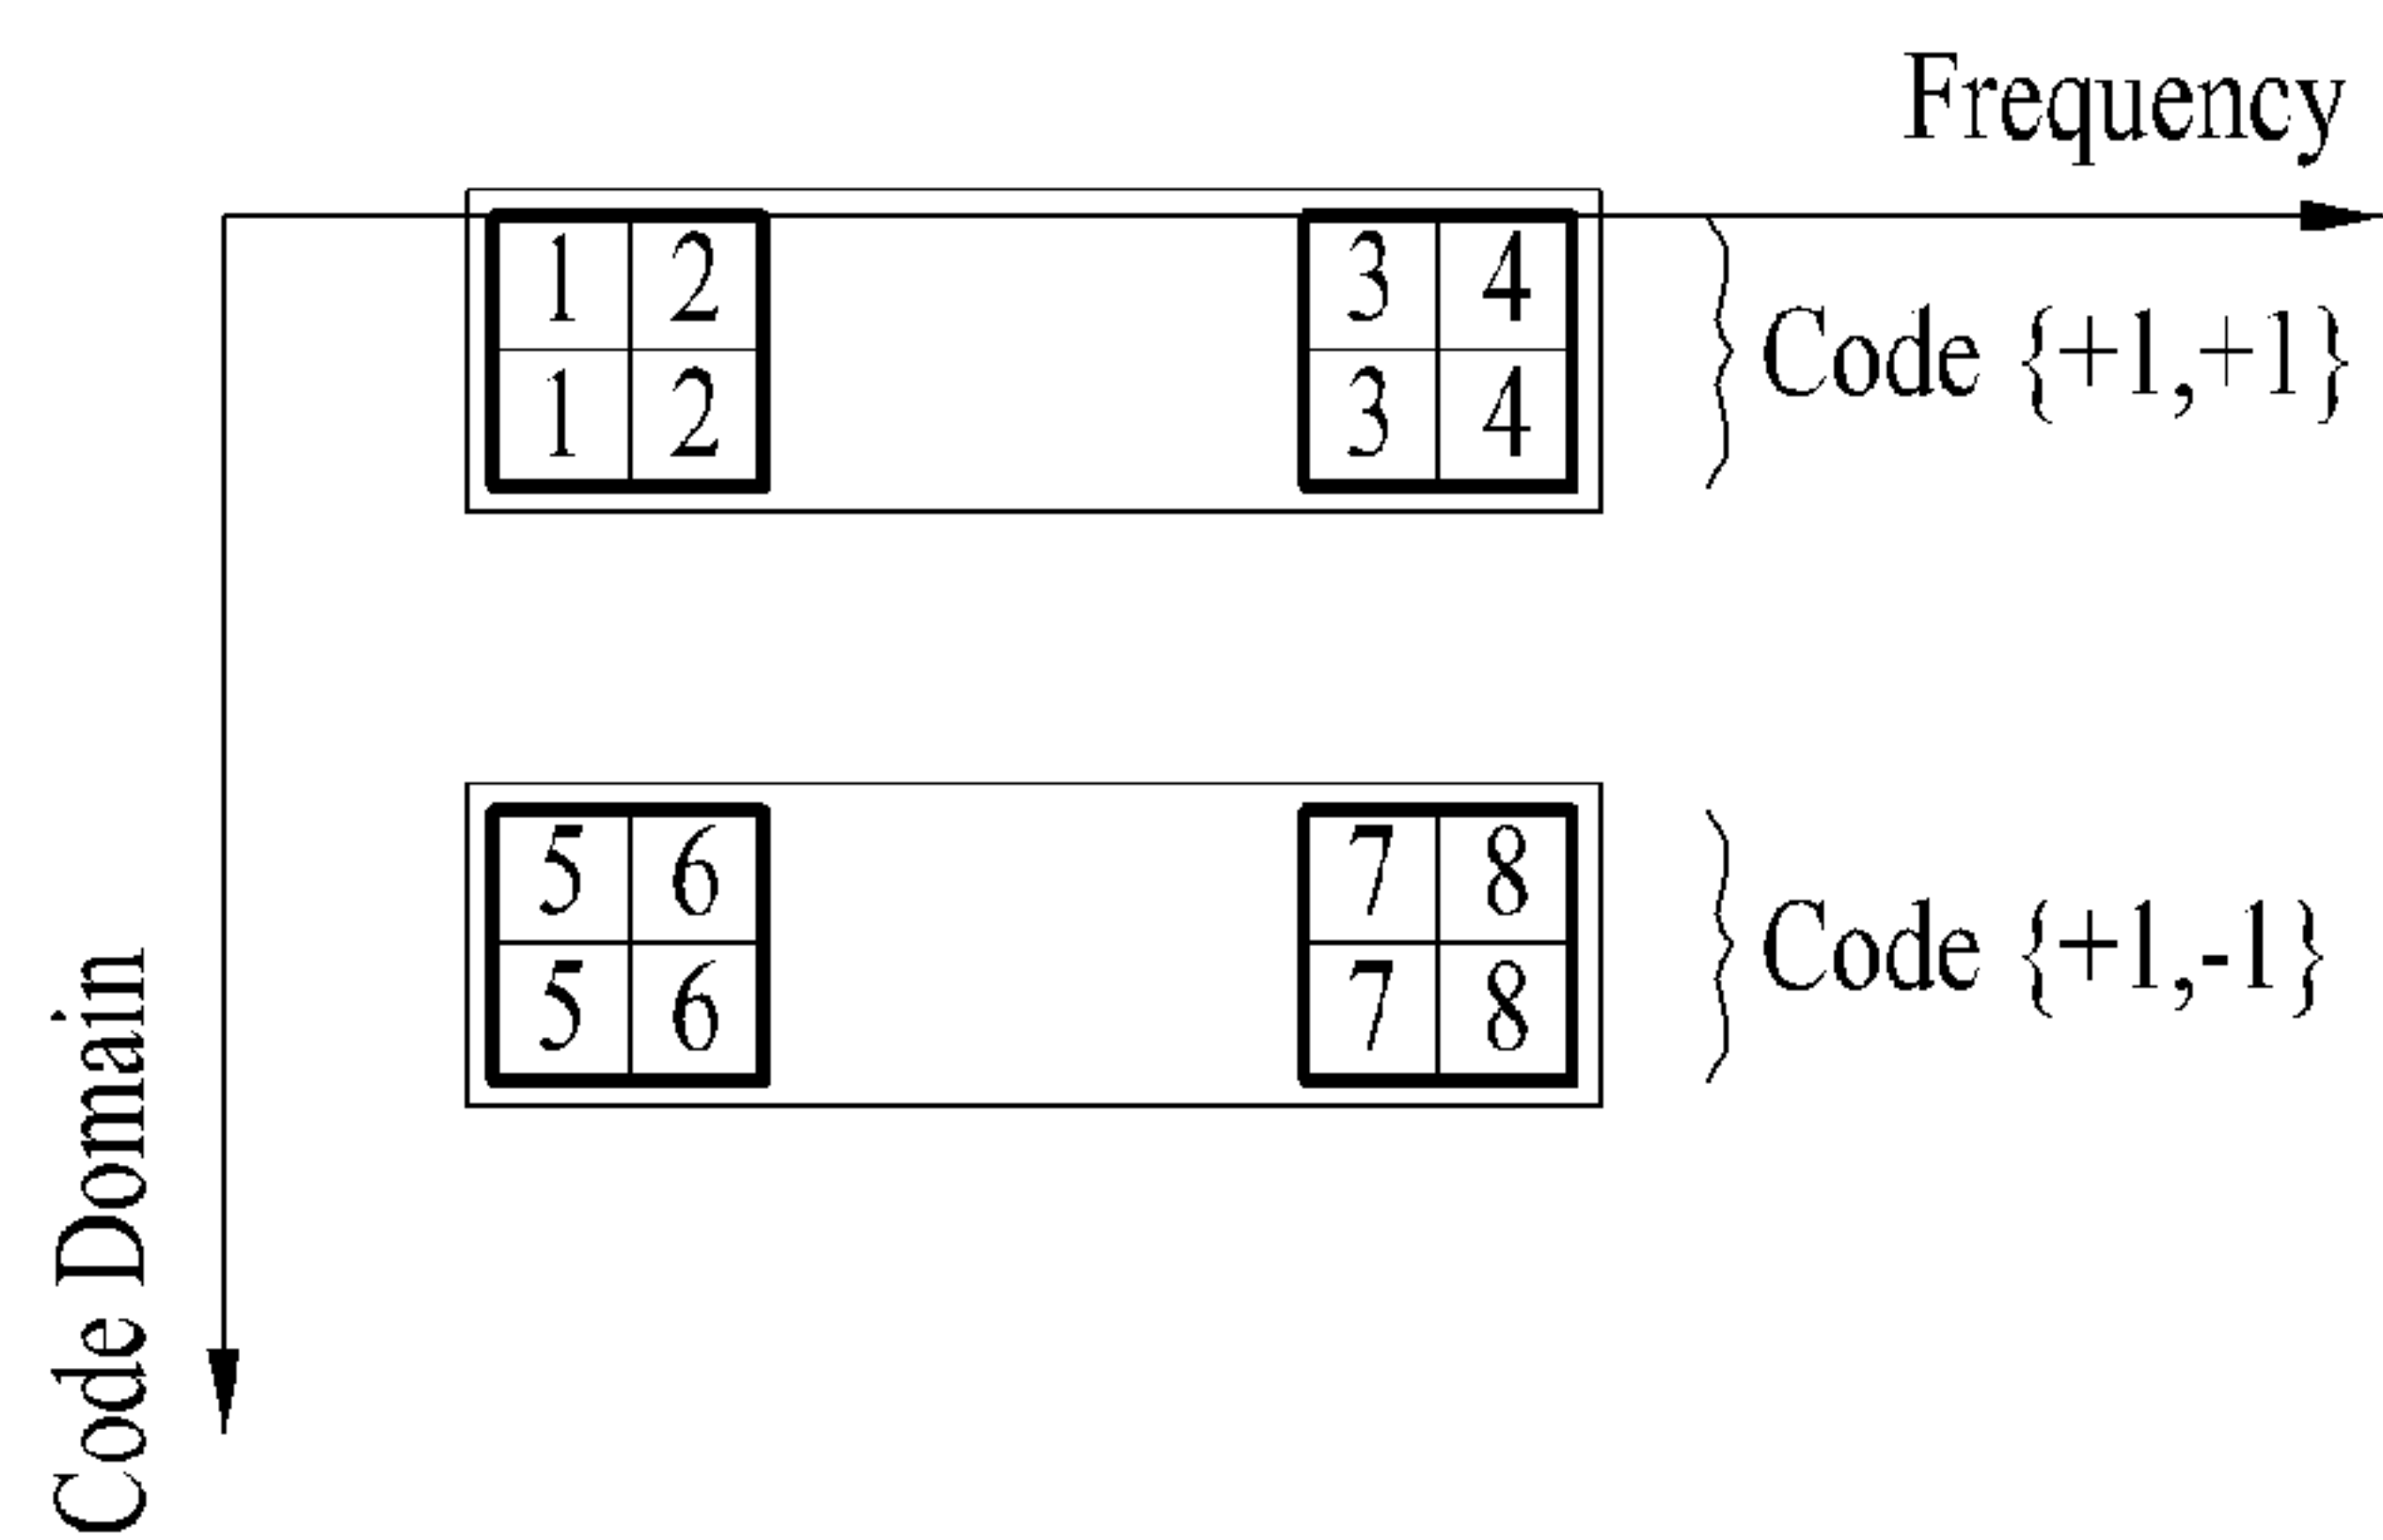 Frequency
1 2 3 4
1 2 3 4
Code {+1,+1}
5 6 7 8
5 6 7 8
Code {+1,-1}
Code Domain